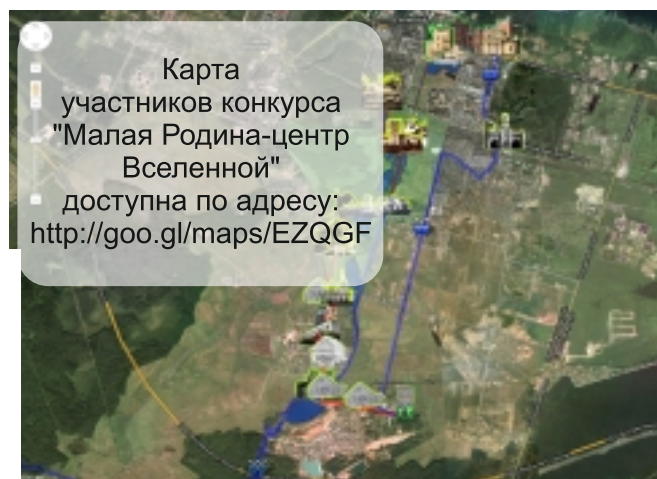 Карта
участников конкурса
"Малая Родина-центр
Вселенной"
доступна по адресу:
http://goo.gl/maps/EZQGF